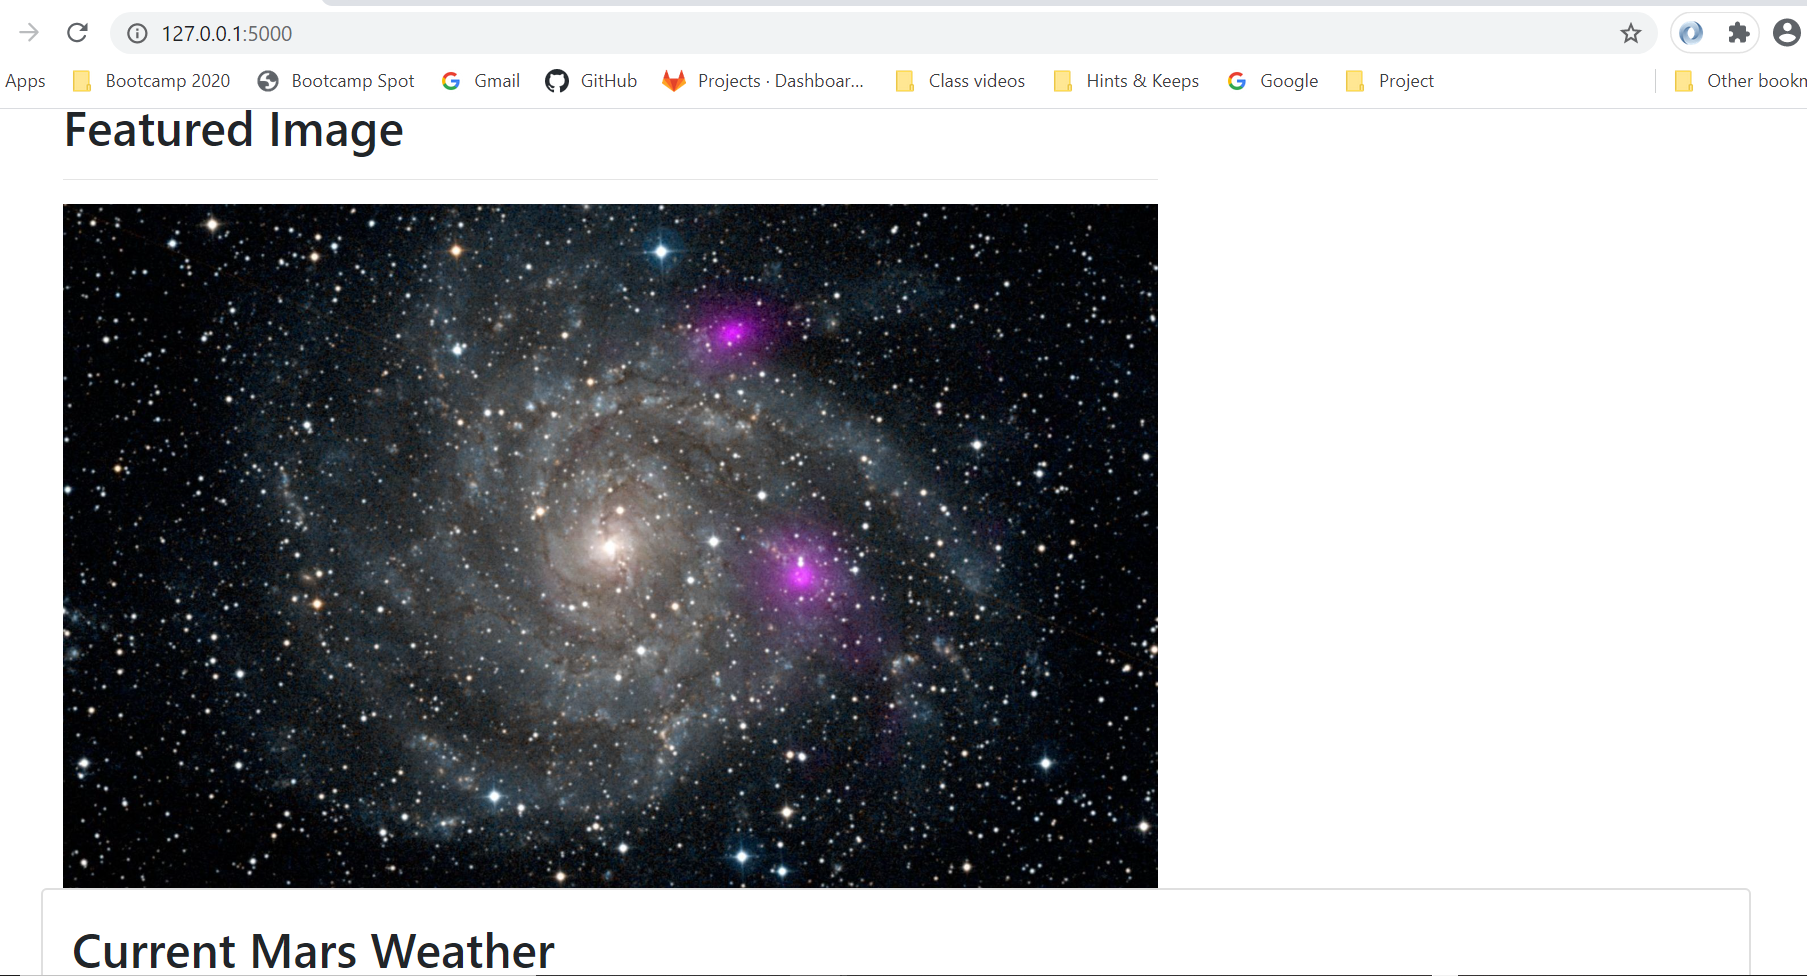 127.0.0.1:5000
Apps Bootcamp 2020 Bootcamp Spot Gmail GitHub Projects · Dashboar... Class videos Hints & Keeps Google Project Other bookn
Featured Image
Current Mars Weather